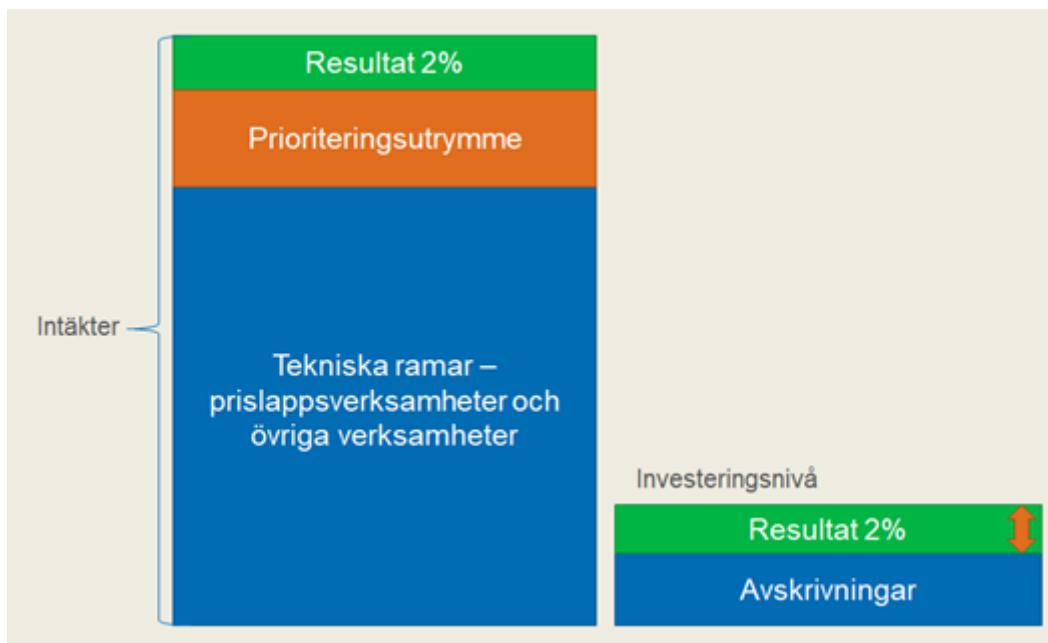 Resultat 2%
Prioriteringsutrymme
Intäkter
Tekniska ramar –
prislappsverksamheter och
övriga verksamheter
Investeringsnivå
Resultat 2%
Avskrivningar